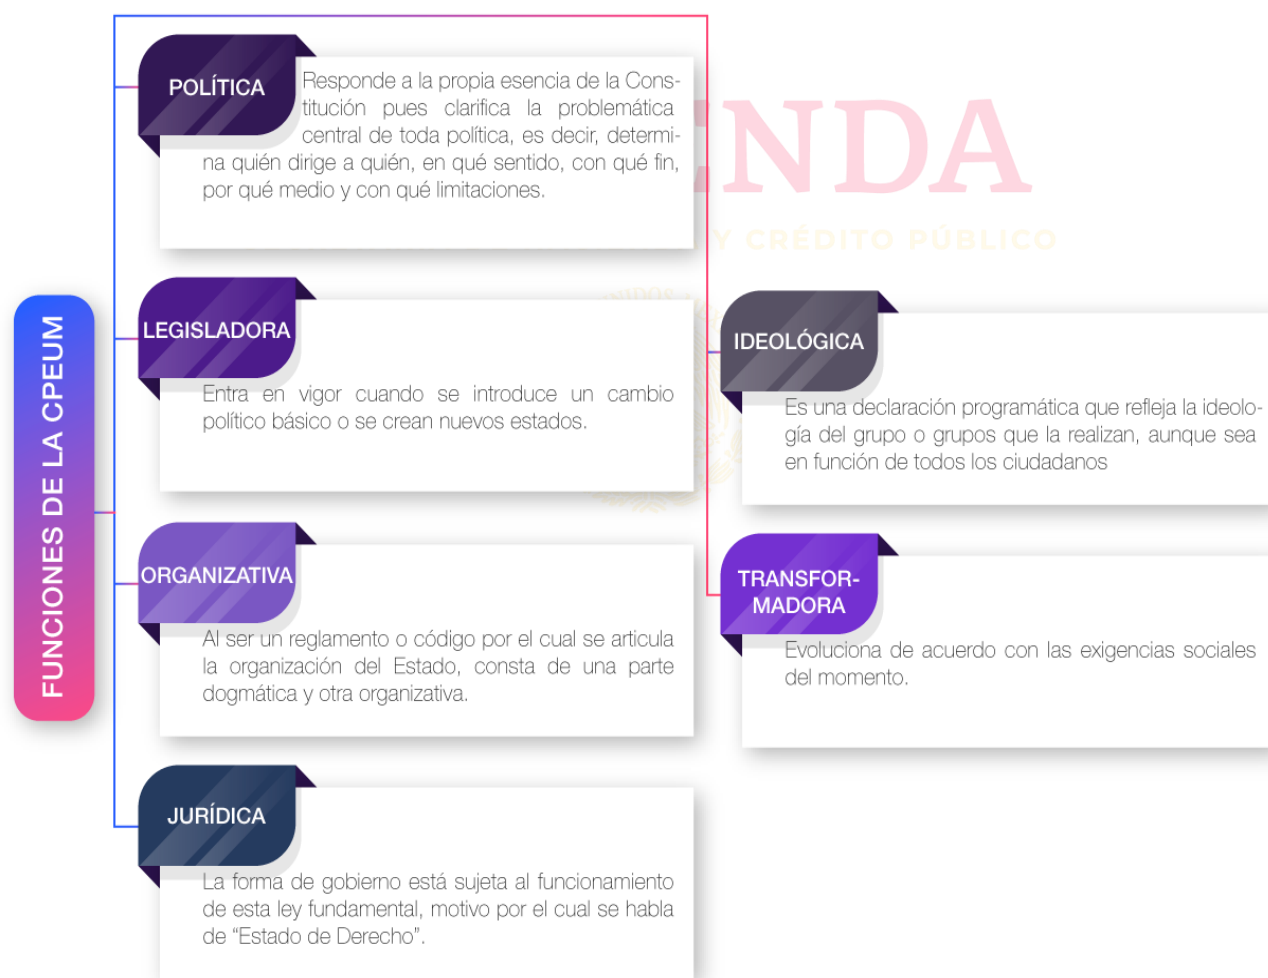 FUNCIONES DE LA CPEUM
POLÍTICA
Responde a la propia esencia de la Cons-
titución pues clarifica la problemática
central de toda política, es decir, determi-
na quién dirige a quién, en qué sentido, con qué fin,
por qué medio y con qué limitaciones.
LEGISLADORA
Entra en vigor cuando se introduce un cambio
político básico o se crean nuevos estados.
ORGANIZATIVA
Al ser un reglamento o código por el cual se articula
la organización del Estado, consta de una parte
dogmática y otra organizativa.
JURÍDICA
La forma de gobierno está sujeta al funcionamiento
de esta ley fundamental, motivo por el cual se habla
de “Estado de Derecho”.
IDEOLÓGICA
Es una declaración programática que refleja la ideolo-
gía del grupo o grupos que la realizan, aunque sea
en función de todos los ciudadanos
TRANSFOR-
MADORA
Evoluciona de acuerdo con las exigencias sociales
del momento.
ENDA
Y CRÉDITO PÚBLICO